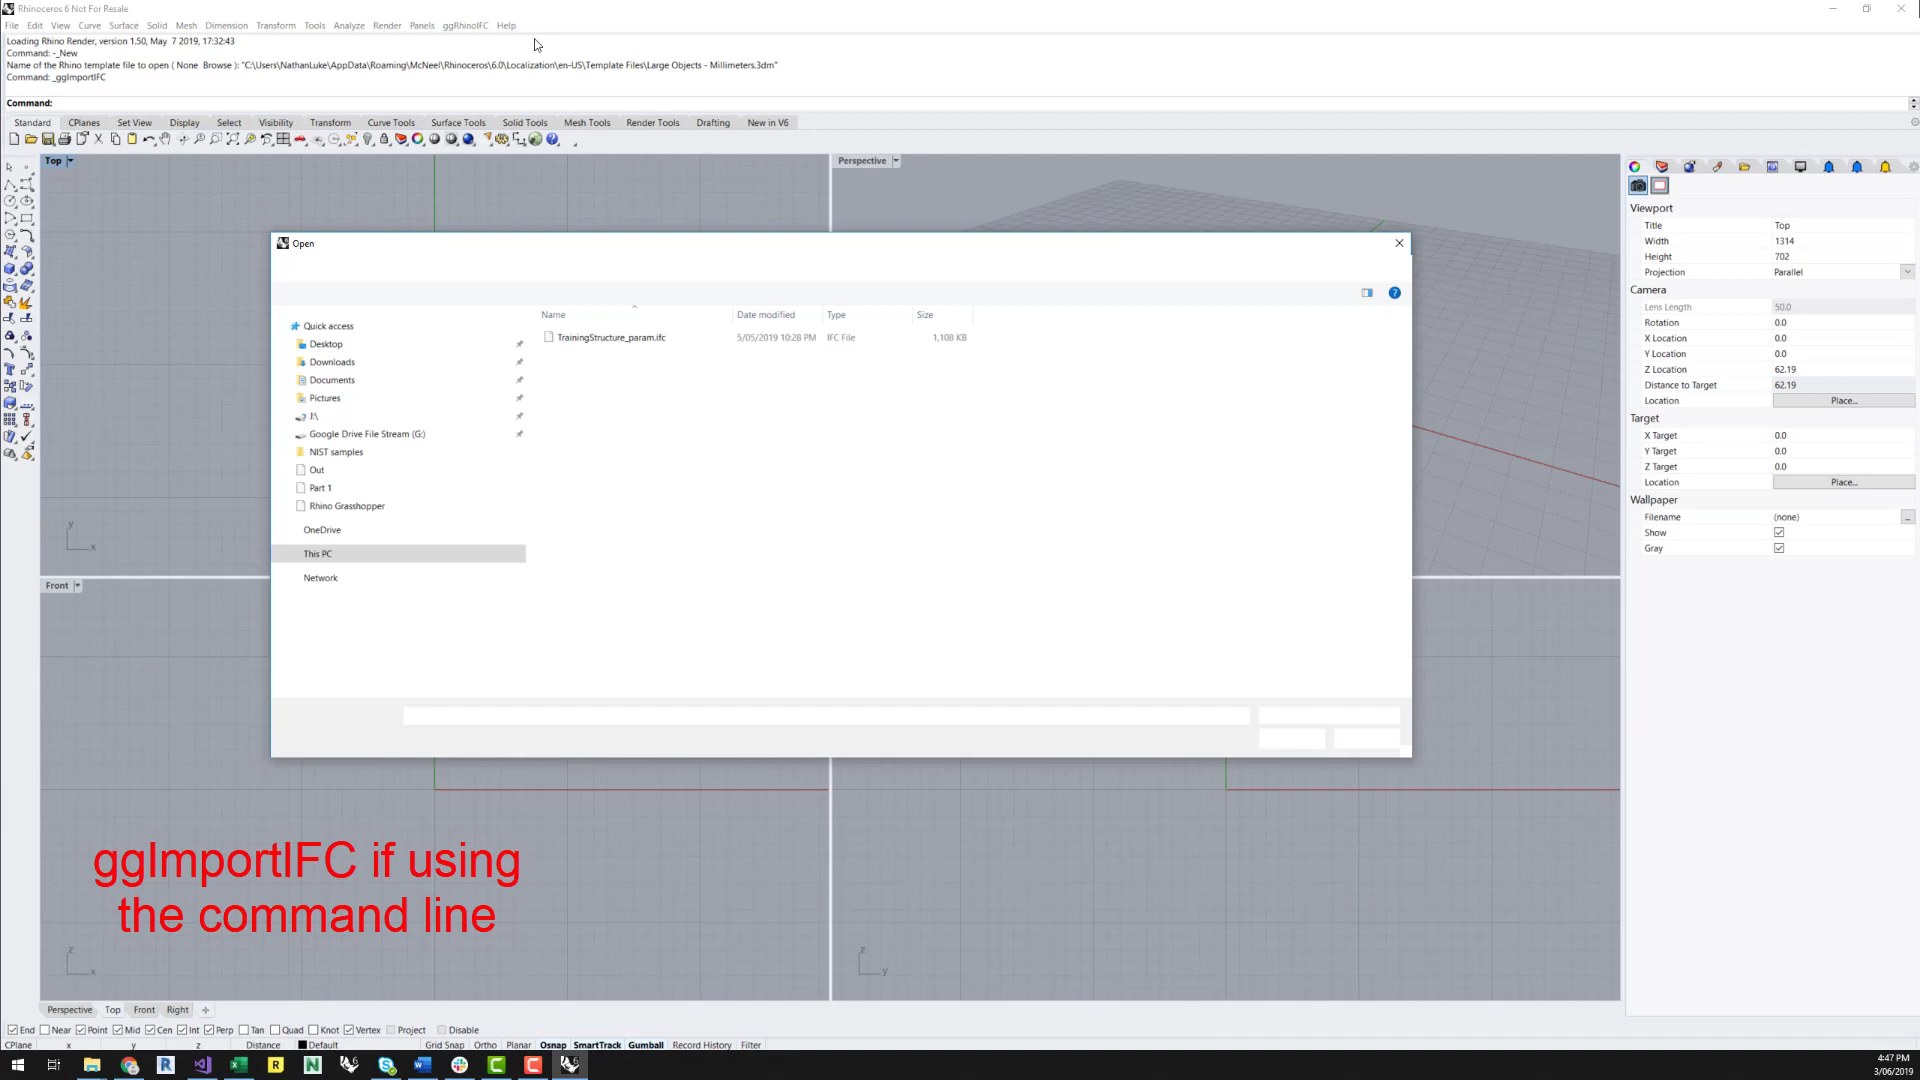 Rhinoceros 6 Not For Resale
File Edit View Curve Surface Solid Mesh Dimension Transform Tools Analyze Render Panels ggRhinoIFC Help
Loading Rhino Render, version 1.50, May  7 2019, 17:32:43
Command: -_New
Name of the Rhino template file to open ( None  Browse ): "C:\Users\NathanLuke\AppData\Roaming\McNeel\Rhinoceros\6.0\Localization\en-US\Template Files\Large Objects - Millimeters.3dm"
Command: _ggImportIFC
Command:
Standard CPlanes Set View Display Select Visibility Transform Curve Tools Surface Tools Solid Tools Mesh Tools Render Tools Drafting New in V6
Top
Perspective
Open
Name Date modified Type Size
TrainingStructure_param.ifc 5/05/2019 10:28 PM IFC File 1,108 KB
Quick access
Desktop
Downloads
Documents
Pictures
Google Drive File Stream (G:)
NIST samples
Out
Part 1
Rhino Grasshopper
OneDrive
This PC
Network
Viewport
Title Top
Width 1314
Height 702
Projection Parallel
Camera
Lens Length 50.0
Rotation 0.0
X Location 0.0
Y Location 0.0
Z Location 62.19
Distance to Target 62.19
Location Place...
Target
X Target 0.0
Y Target 0.0
Z Target 0.0
Location Place...
Wallpaper
Filename (none) ...
Show
Gray
y
x
Front
ggImportIFC if using
the command line
z
x
z
y
Perspective Top Front Right
End Near Point Mid Cen Int Perp Tan Quad Knot Vertex Project Disable
CPlane x y z Distance Default Grid Snap Ortho Planar Osnap SmartTrack Gumball Record History Filter
4:47 PM
3/06/2019